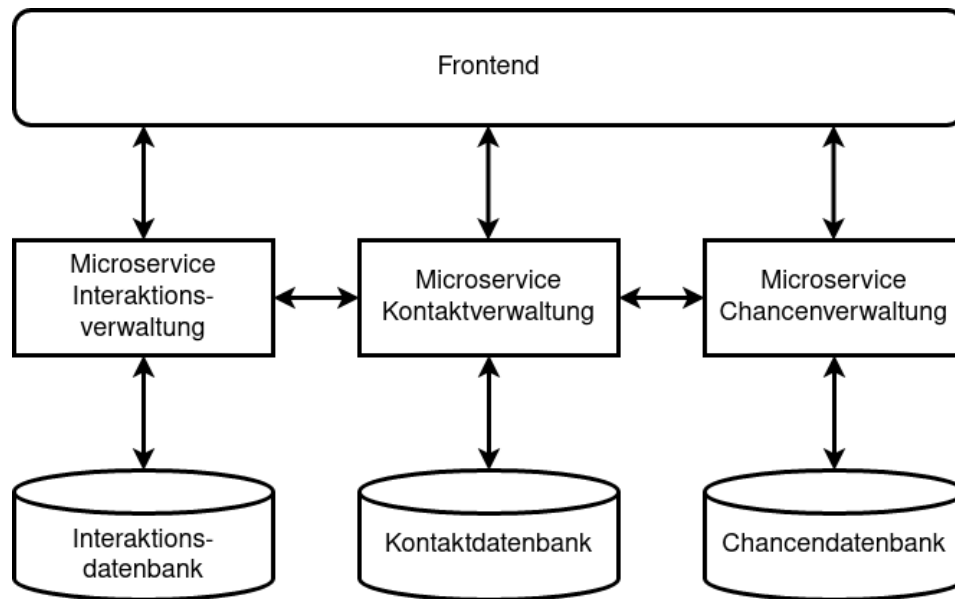 Frontend
Microservice
Interaktions-
verwaltung
Microservice
Kontaktverwaltung
Microservice
Chancenverwaltung
Interaktions-
datenbank
Kontaktdatenbank
Chancendatenbank